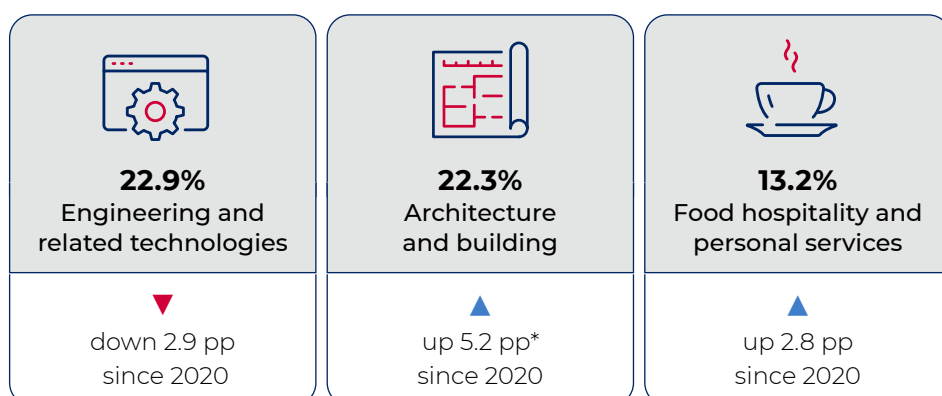 22.9%
Engineering and
related technologies
down 2.9 pp
since 2020
22.3%
Architecture
and building
up 5.2 pp*
since 2020
13.2%
Food hospitality and
personal services
up 2.8 pp
since 2020